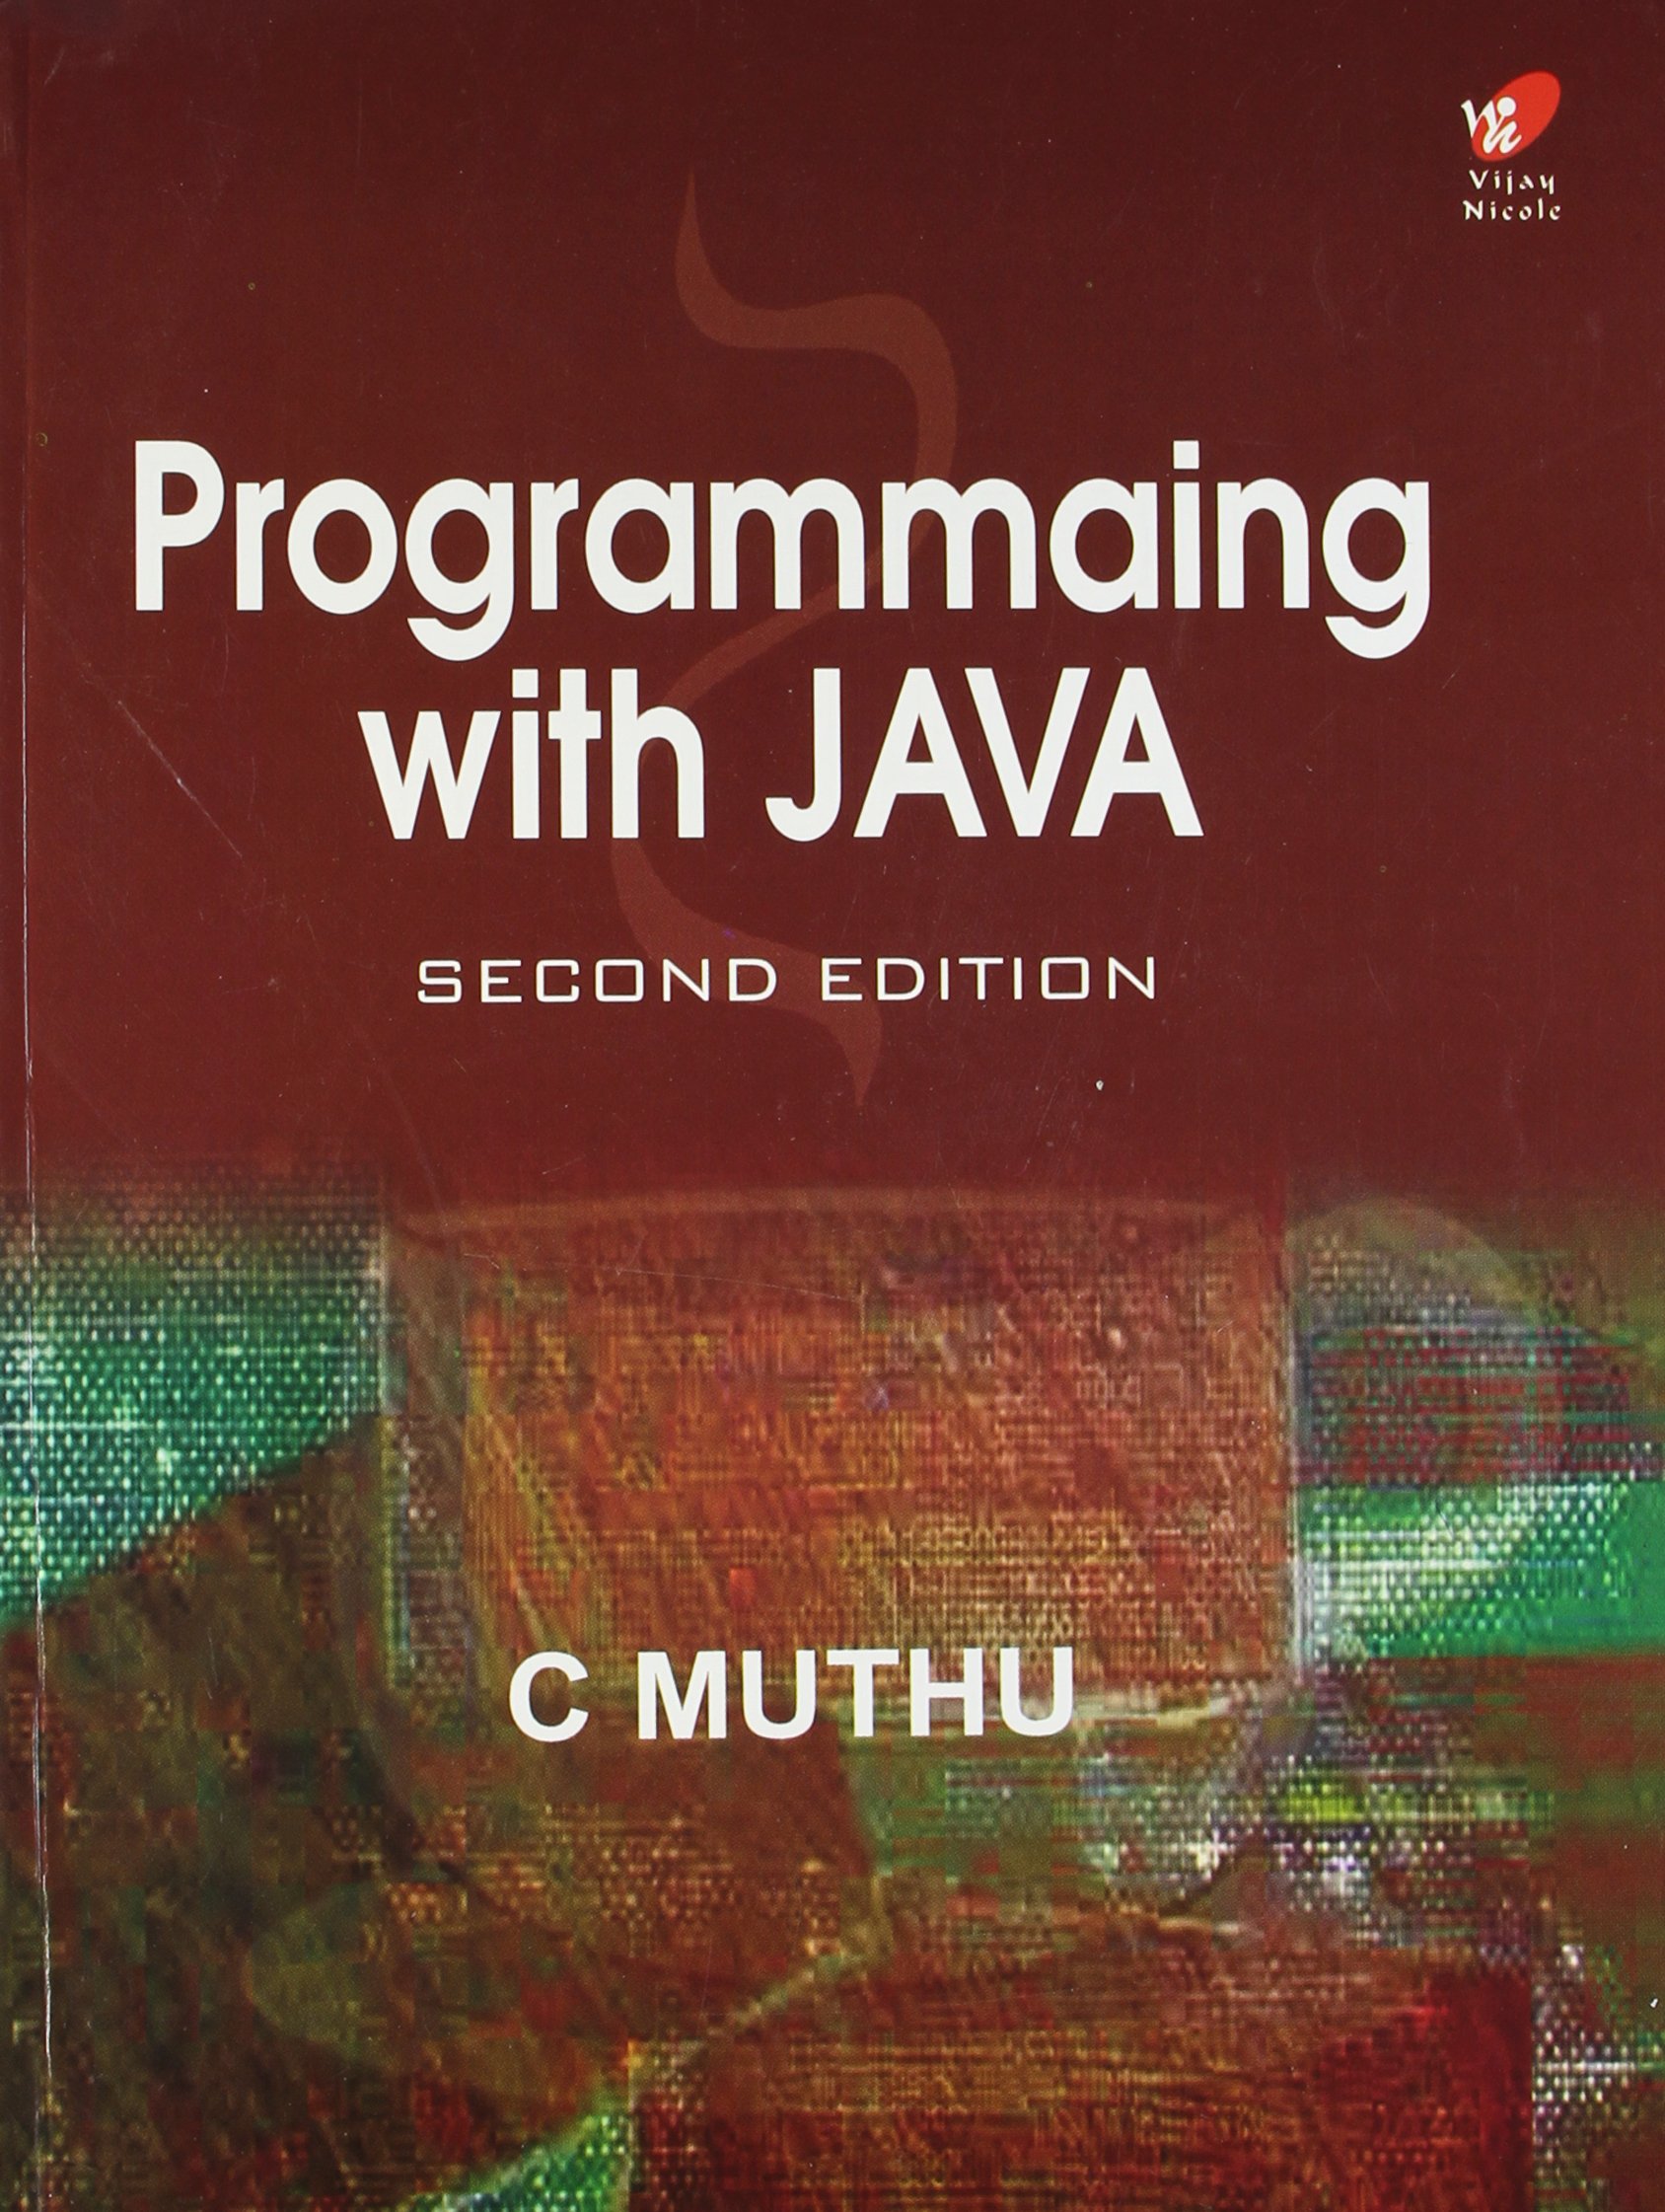 Vijay
Nicole
Programmaing
with JAVA
SECOND EDITION
C MUTHU